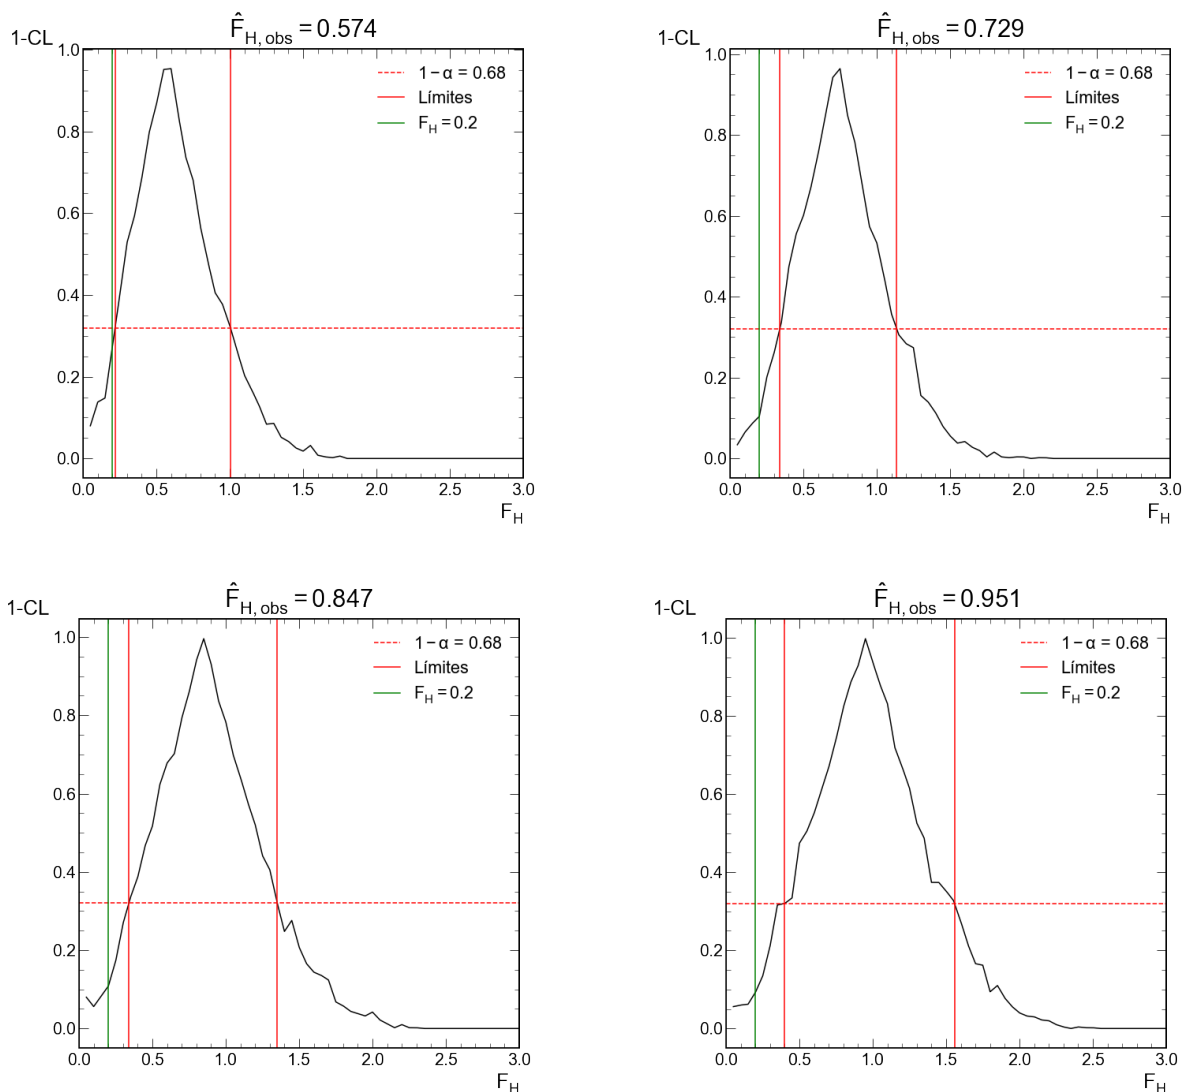 F̂H, obs = 0.574
1-CL
1 − α = 0.68
Límites
FH = 0.2
1.0
0.8
0.6
0.4
0.2
0.0
0.0 0.5 1.0 1.5 2.0 2.5 3.0
FH
F̂H, obs = 0.729
1-CL
1 − α = 0.68
Límites
FH = 0.2
1.0
0.8
0.6
0.4
0.2
0.0
0.0 0.5 1.0 1.5 2.0 2.5 3.0
FH
F̂H, obs = 0.847
1-CL
1 − α = 0.68
Límites
FH = 0.2
1.0
0.8
0.6
0.4
0.2
0.0
0.0 0.5 1.0 1.5 2.0 2.5 3.0
FH
F̂H, obs = 0.951
1-CL
1 − α = 0.68
Límites
FH = 0.2
1.0
0.8
0.6
0.4
0.2
0.0
0.0 0.5 1.0 1.5 2.0 2.5 3.0
FH